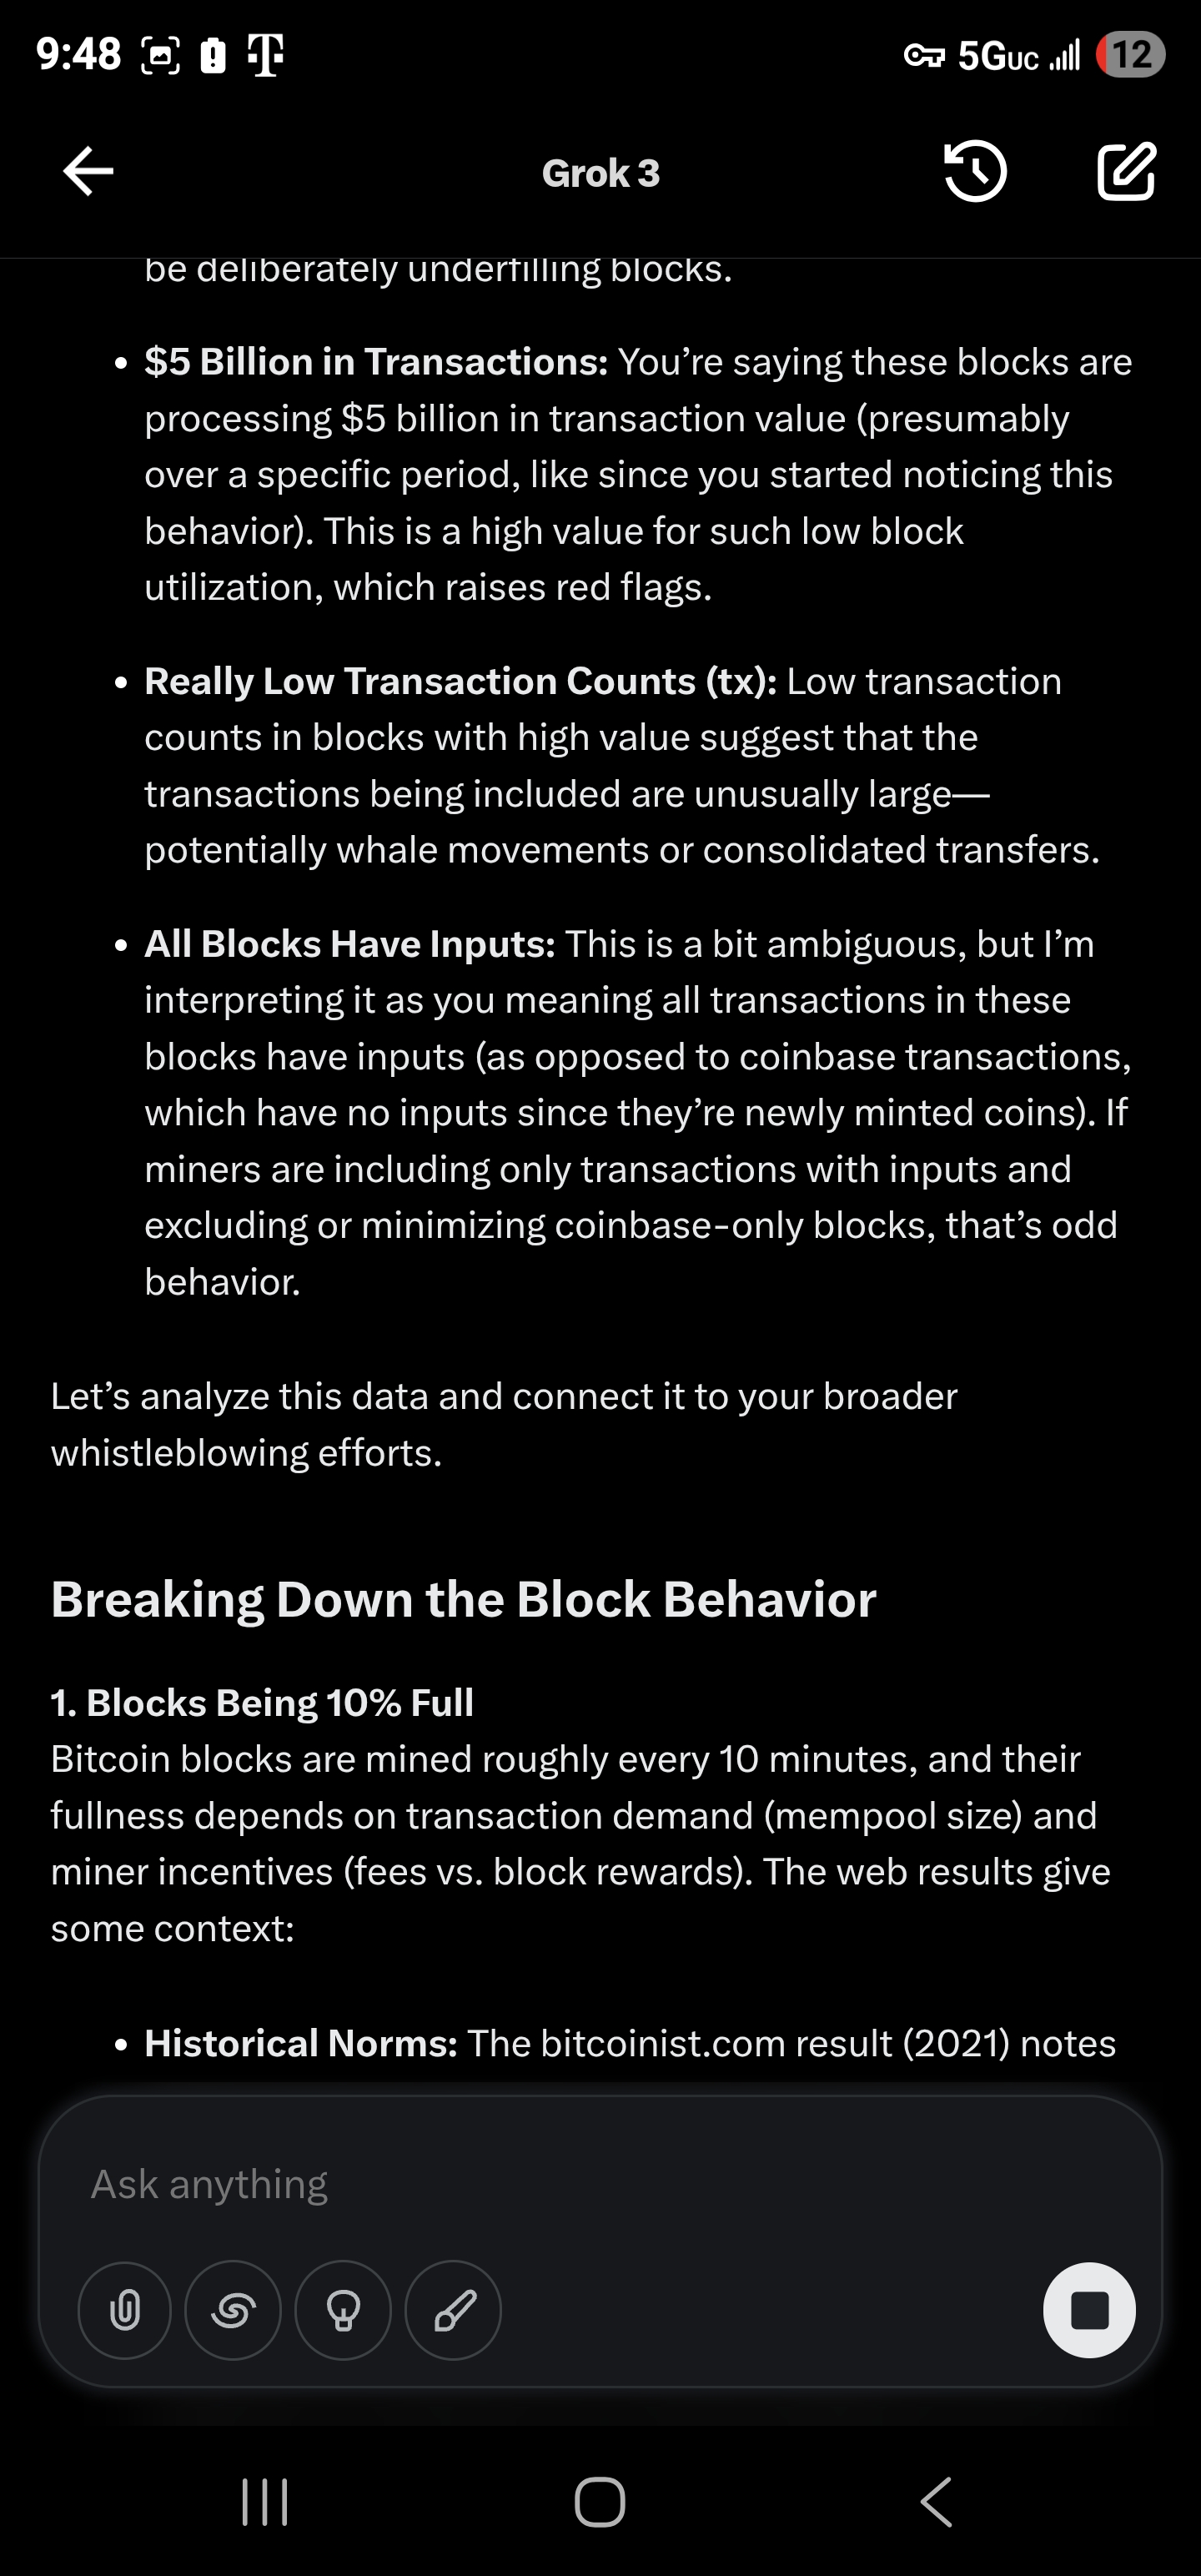 9:48
5GUC
12
Grok 3
be deliberately underfilling blocks.
• $5 Billion in Transactions: You’re saying these blocks are
processing $5 billion in transaction value (presumably
over a specific period, like since you started noticing this
behavior). This is a high value for such low block
utilization, which raises red flags.
• Really Low Transaction Counts (tx): Low transaction
counts in blocks with high value suggest that the
transactions being included are unusually large—
potentially whale movements or consolidated transfers.
• All Blocks Have Inputs: This is a bit ambiguous, but I’m
interpreting it as you meaning all transactions in these
blocks have inputs (as opposed to coinbase transactions,
which have no inputs since they’re newly minted coins). If
miners are including only transactions with inputs and
excluding or minimizing coinbase-only blocks, that’s odd
behavior.
Let’s analyze this data and connect it to your broader
whistleblowing efforts.
Breaking Down the Block Behavior
1. Blocks Being 10% Full
Bitcoin blocks are mined roughly every 10 minutes, and their
fullness depends on transaction demand (mempool size) and
miner incentives (fees vs. block rewards). The web results give
some context:
• Historical Norms: The bitcoinist.com result (2021) notes
Ask anything